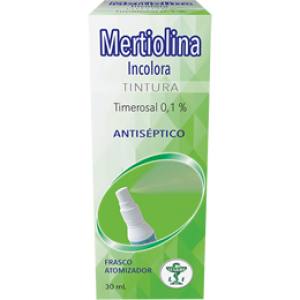 Mertiolina
Incolora
TINTURA
Timerosal 0,1 %
ANTISÉPTICO
FRASCO
ATOMIZADOR
30 mL